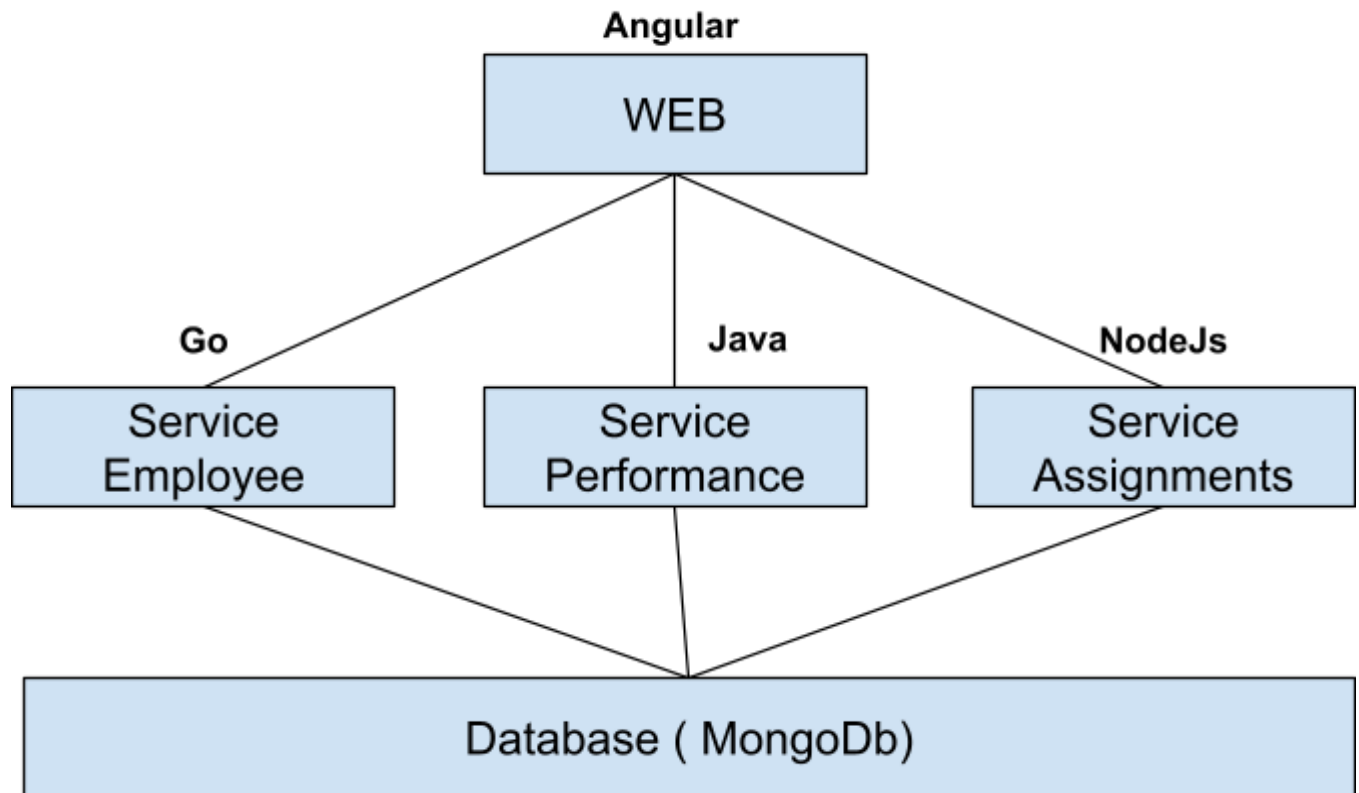 Angular
WEB
Go
Java
NodeJs
Service
Employee
Service
Performance
Service
Assignments
Database ( MongoDb)